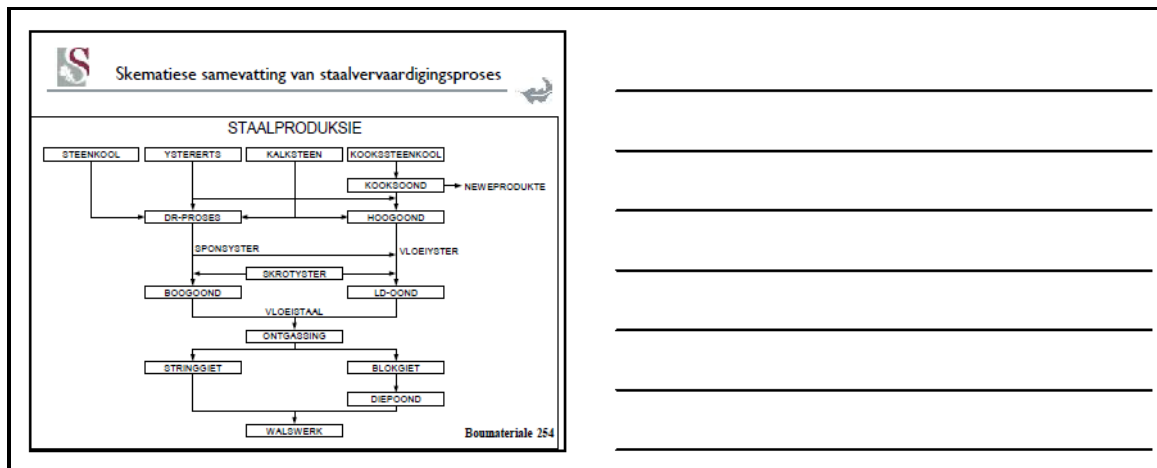 S
Skematiese samevatting van staalvervaardigingsproses
STAALPRODUKSIE
STEENKOOL YSTERERTS KALKSTEEN KOOKSSTEENKOOL
KOOKSOOND NEWEPRODUKTE
DR-PROSES HOOGOOND
SPONSYSTER VLOEIYSTER
SKROTYSTER
BOOGOOND LD-OOND
VLOEISTAAL
ONTGASSING
STRINGGIET BLOKGIET
DIEPOOND
WALSWERK
Boumateriale 254